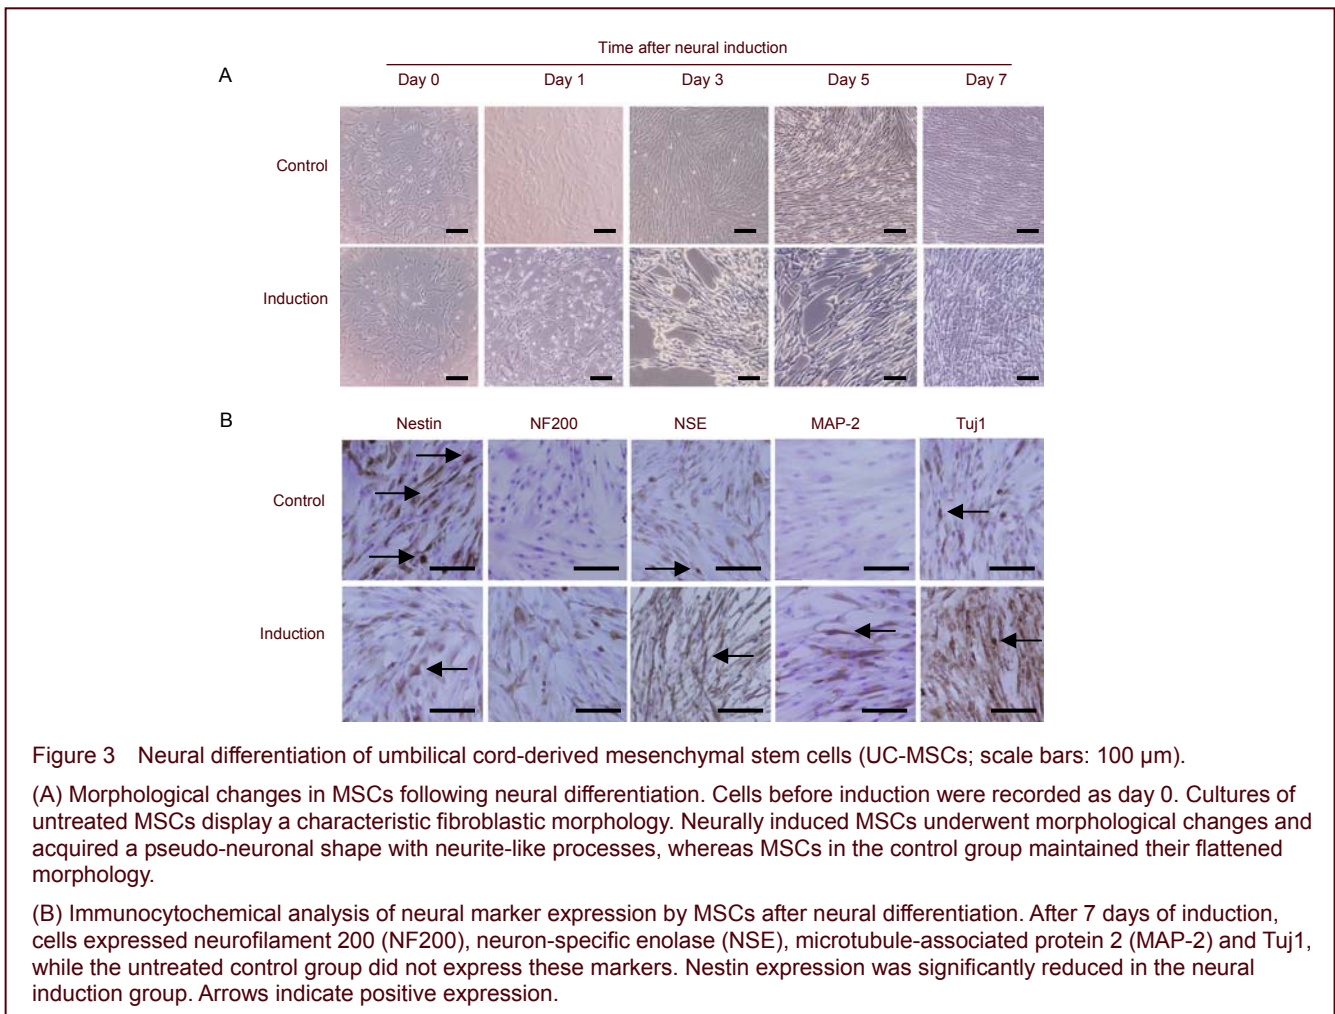 Time after neural induction
A
Day 0 Day 1 Day 3 Day 5 Day 7
Control
Induction
B
Nestin NF200 NSE MAP-2 Tuj1
Control
Induction
Figure 3 Neural differentiation of umbilical cord-derived mesenchymal stem cells (UC-MSCs; scale bars: 100 µm).
(A) Morphological changes in MSCs following neural differentiation. Cells before induction were recorded as day 0. Cultures of
untreated MSCs display a characteristic fibroblastic morphology. Neurally induced MSCs underwent morphological changes and
acquired a pseudo-neuronal shape with neurite-like processes, whereas MSCs in the control group maintained their flattened
morphology.
(B) Immunocytochemical analysis of neural marker expression by MSCs after neural differentiation. After 7 days of induction,
cells expressed neurofilament 200 (NF200), neuron-specific enolase (NSE), microtubule-associated protein 2 (MAP-2) and Tuj1,
while the untreated control group did not express these markers. Nestin expression was significantly reduced in the neural
induction group. Arrows indicate positive expression.